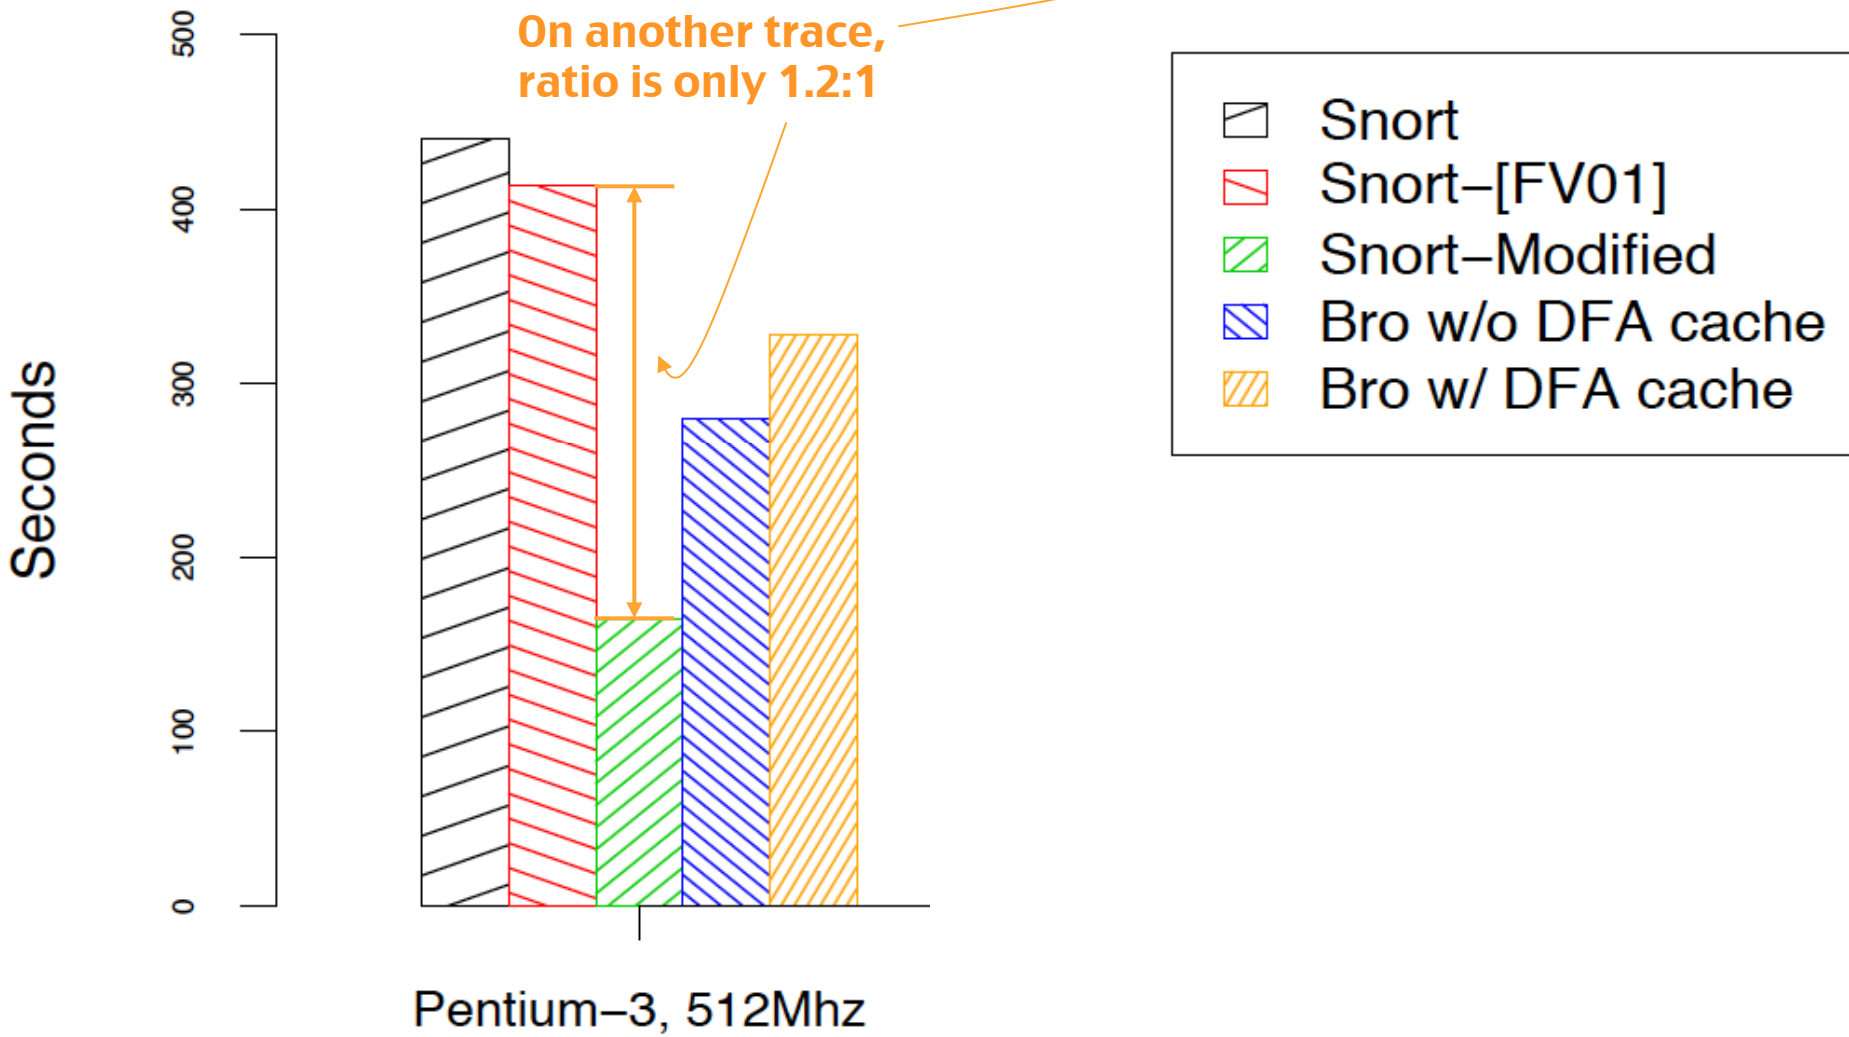 On another trace,
ratio is only 1.2:1
500
400
300
200
100
0
Seconds
Snort
Snort–[FV01]
Snort–Modified
Bro w/o DFA cache
Bro w/ DFA cache
Pentium–3, 512Mhz